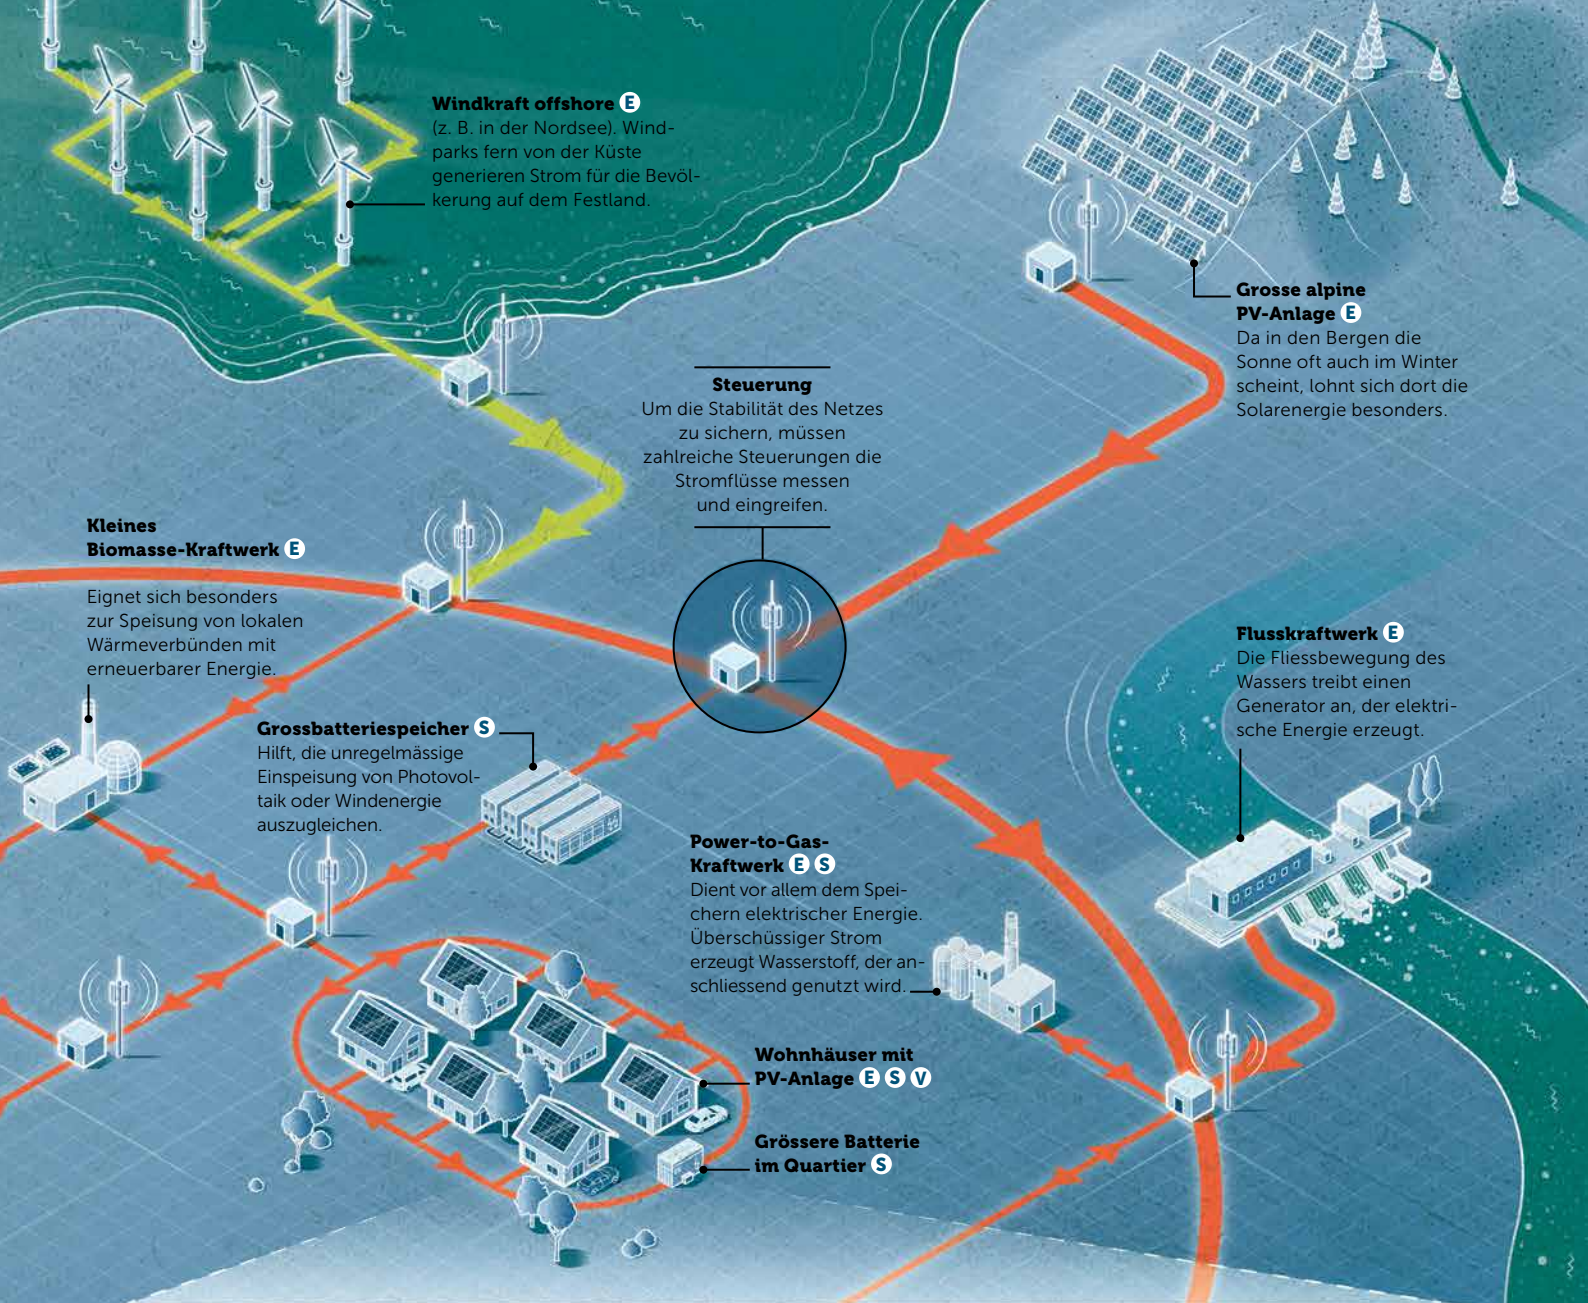 Windkraft offshore E
(z. B. in der Nordsee). Wind-
parks fern von der Küste
generieren Strom für die Bevöl-
kerung auf dem Festland.
Grosse alpine
PV-Anlage E
Da in den Bergen die
Sonne oft auch im Winter
scheint, lohnt sich dort die
Solarenergie besonders.
Steuerung
Um die Stabilität des Netzes
zu sichern, müssen
zahlreiche Steuerungen die
Stromflüsse messen
und eingreifen.
Kleines
Biomasse-Kraftwerk E
Eignet sich besonders
zur Speisung von lokalen
Wärmeverbünden mit
erneuerbarer Energie.
Flusskraftwerk E
Die Fliessbewegung des
Wassers treibt einen
Generator an, der elektri-
sche Energie erzeugt.
Grossbatteriespeicher S
Hilft, die unregelmässige
Einspeisung von Photovol-
taik oder Windenergie
auszugleichen.
Power-to-Gas-
Kraftwerk E S
Dient vor allem dem Spei-
chern elektrischer Energie.
Überschüssiger Strom
erzeugt Wasserstoff, der an-
schliessend genutzt wird.
Wohnhäuser mit
PV-Anlage E S V
Grössere Batterie
im Quartier S